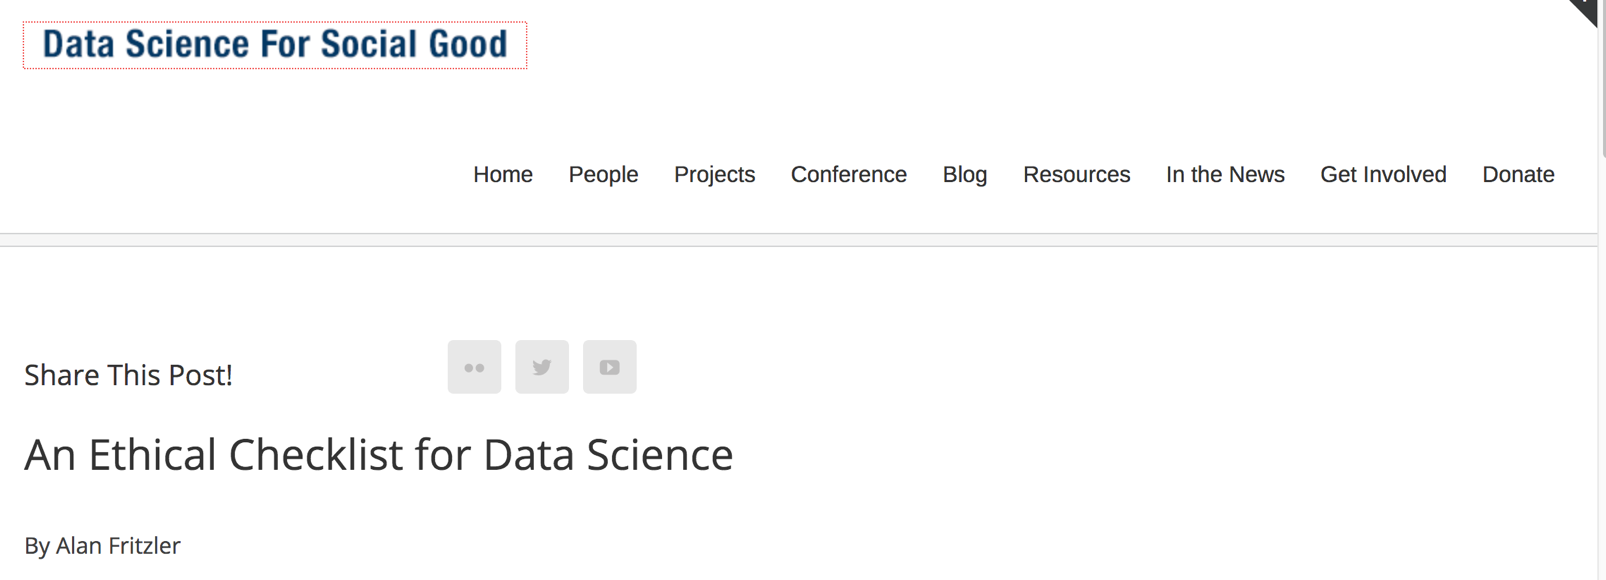 Data Science For Social Good
Home People Projects Conference Blog Resources In the News Get Involved Donate
Share This Post!
An Ethical Checklist for Data Science
By Alan Fritzler